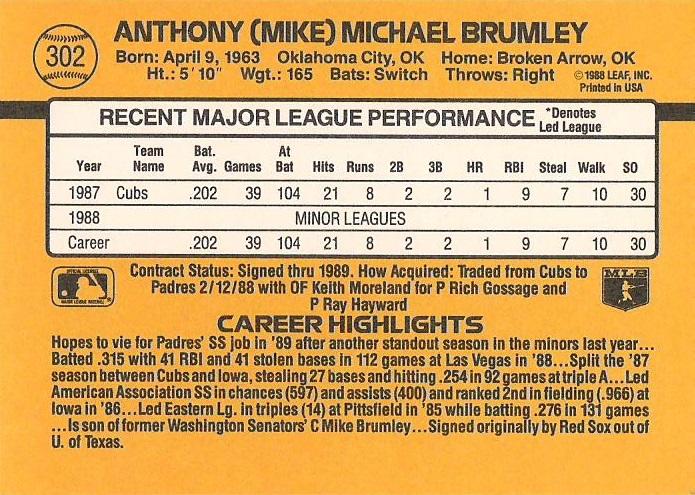 302
ANTHONY (MIKE) MICHAEL BRUMLEY
Born: April 9, 1963 Oklahoma City, OK Home: Broken Arrow, OK
Ht.: 5'10" Wgt.: 165 Bats: Switch Throws: Right © 1988 LEAF, INC.
Printed in USA
RECENT MAJOR LEAGUE PERFORMANCE *Denotes Led League
Year Team Name Bat. Avg. Games At Bat Hits Runs 2B 3B HR RBI Steal Walk SO
1987 Cubs .202 39 104 21 8 2 2 1 9 7 10 30
1988 MINOR LEAGUES
Career .202 39 104 21 8 2 2 1 9 7 10 30
Contract Status: Signed thru 1989. How Acquired: Traded from Cubs to
Padres 2/12/88 with OF Keith Moreland for P Rich Gossage and
P Ray Hayward
MLB
CAREER HIGHLIGHTS
Hopes to vie for Padres' SS job in '89 after another standout season in the minors last year...
Batted .315 with 41 RBI and 41 stolen bases in 112 games at Las Vegas in '88...Split the '87
season between Cubs and Iowa, stealing 27 bases and hitting .254 in 92 games at triple A...Led
American Association SS in chances (597) and assists (400) and ranked 2nd in fielding (.966) at
Iowa in '86...Led Eastern Lg. in triples (14) at Pittsfield in '85 while batting .276 in 131 games
...Is son of former Washington Senators' C Mike Brumley...Signed originally by Red Sox out of
U. of Texas.